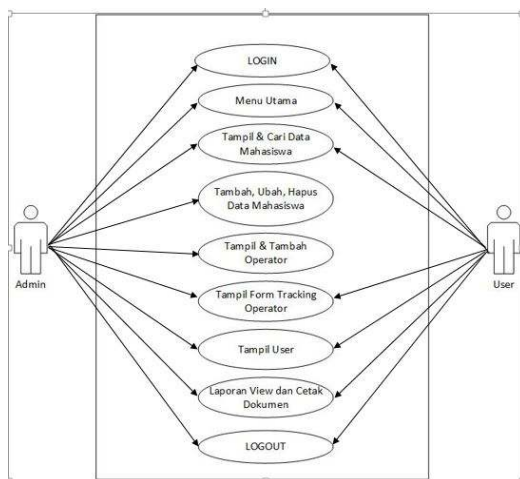 LOGIN
Menu Utama
Tampil & Cari Data
Mahasiswa
Tambah, Ubah, Hapus
Data Mahasiswa
Tampil & Tambah
Operator
Admin
User
Tampil Form Tracking
Operator
Tampil User
Laporan View dan Cetak
Dokumen
LOGOUT